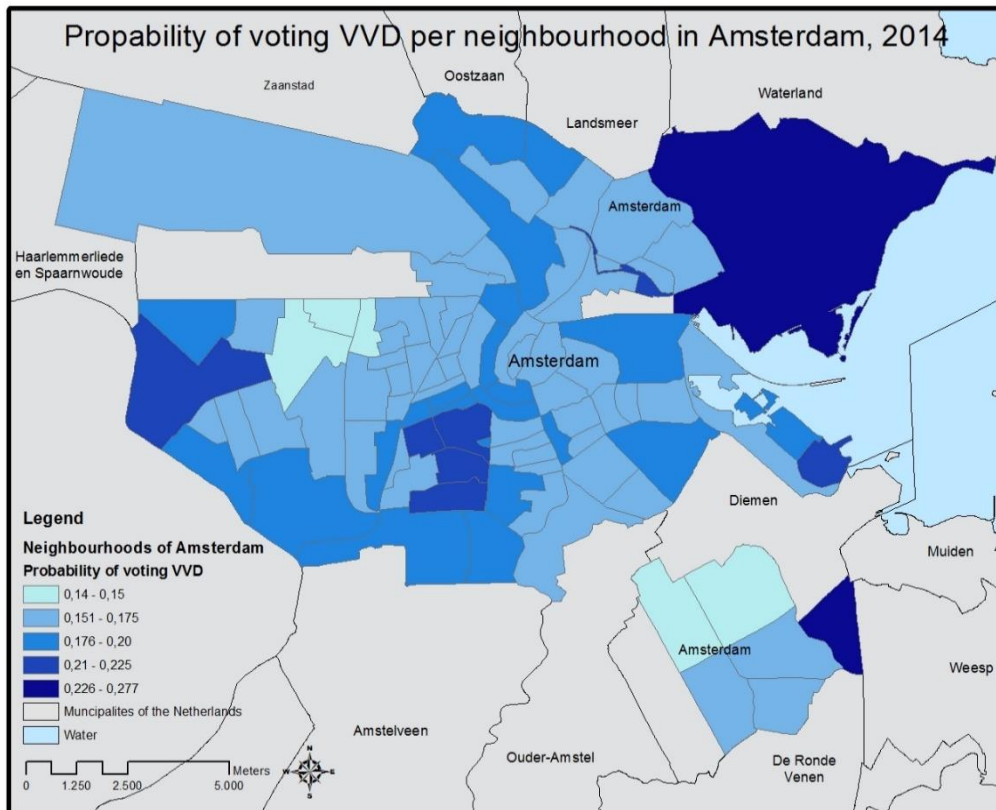 Propability of voting VVD per neighbourhood in Amsterdam, 2014
Zaanstad
Oostzaan
Landsmeer
Waterland
Amsterdam
Haarlemmerliede
en Spaarnwoude
Amsterdam
Diemen
Muiden
Amsterdam
Weesp
Amstelveen
Ouder-Amstel
De Ronde
Venen
Legend
Neighbourhoods of Amsterdam
Probability of voting VVD
0,14 - 0,15
0,151 - 0,175
0,176 - 0,20
0,21 - 0,225
0,226 - 0,277
Muncipalites of the Netherlands
Water
Meters
0 1.250 2.500 5.000
N
W E
S